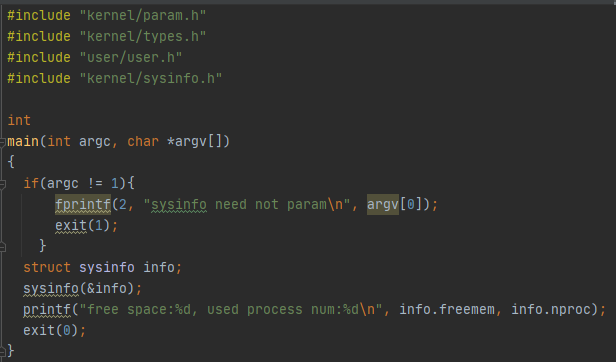 #include "kernel/param.h"
#include "kernel/types.h"
#include "user/user.h"
#include "kernel/sysinfo.h"

int
main(int argc, char *argv[])
{
  if(argc != 1){
      fprintf(2, "sysinfo need not param\n", argv[0]);
      exit(1);
    }
  struct sysinfo info;
  sysinfo(&info);
  printf("free space:%d, used process num:%d\n", info.freemem, info.nproc);
  exit(0);
}